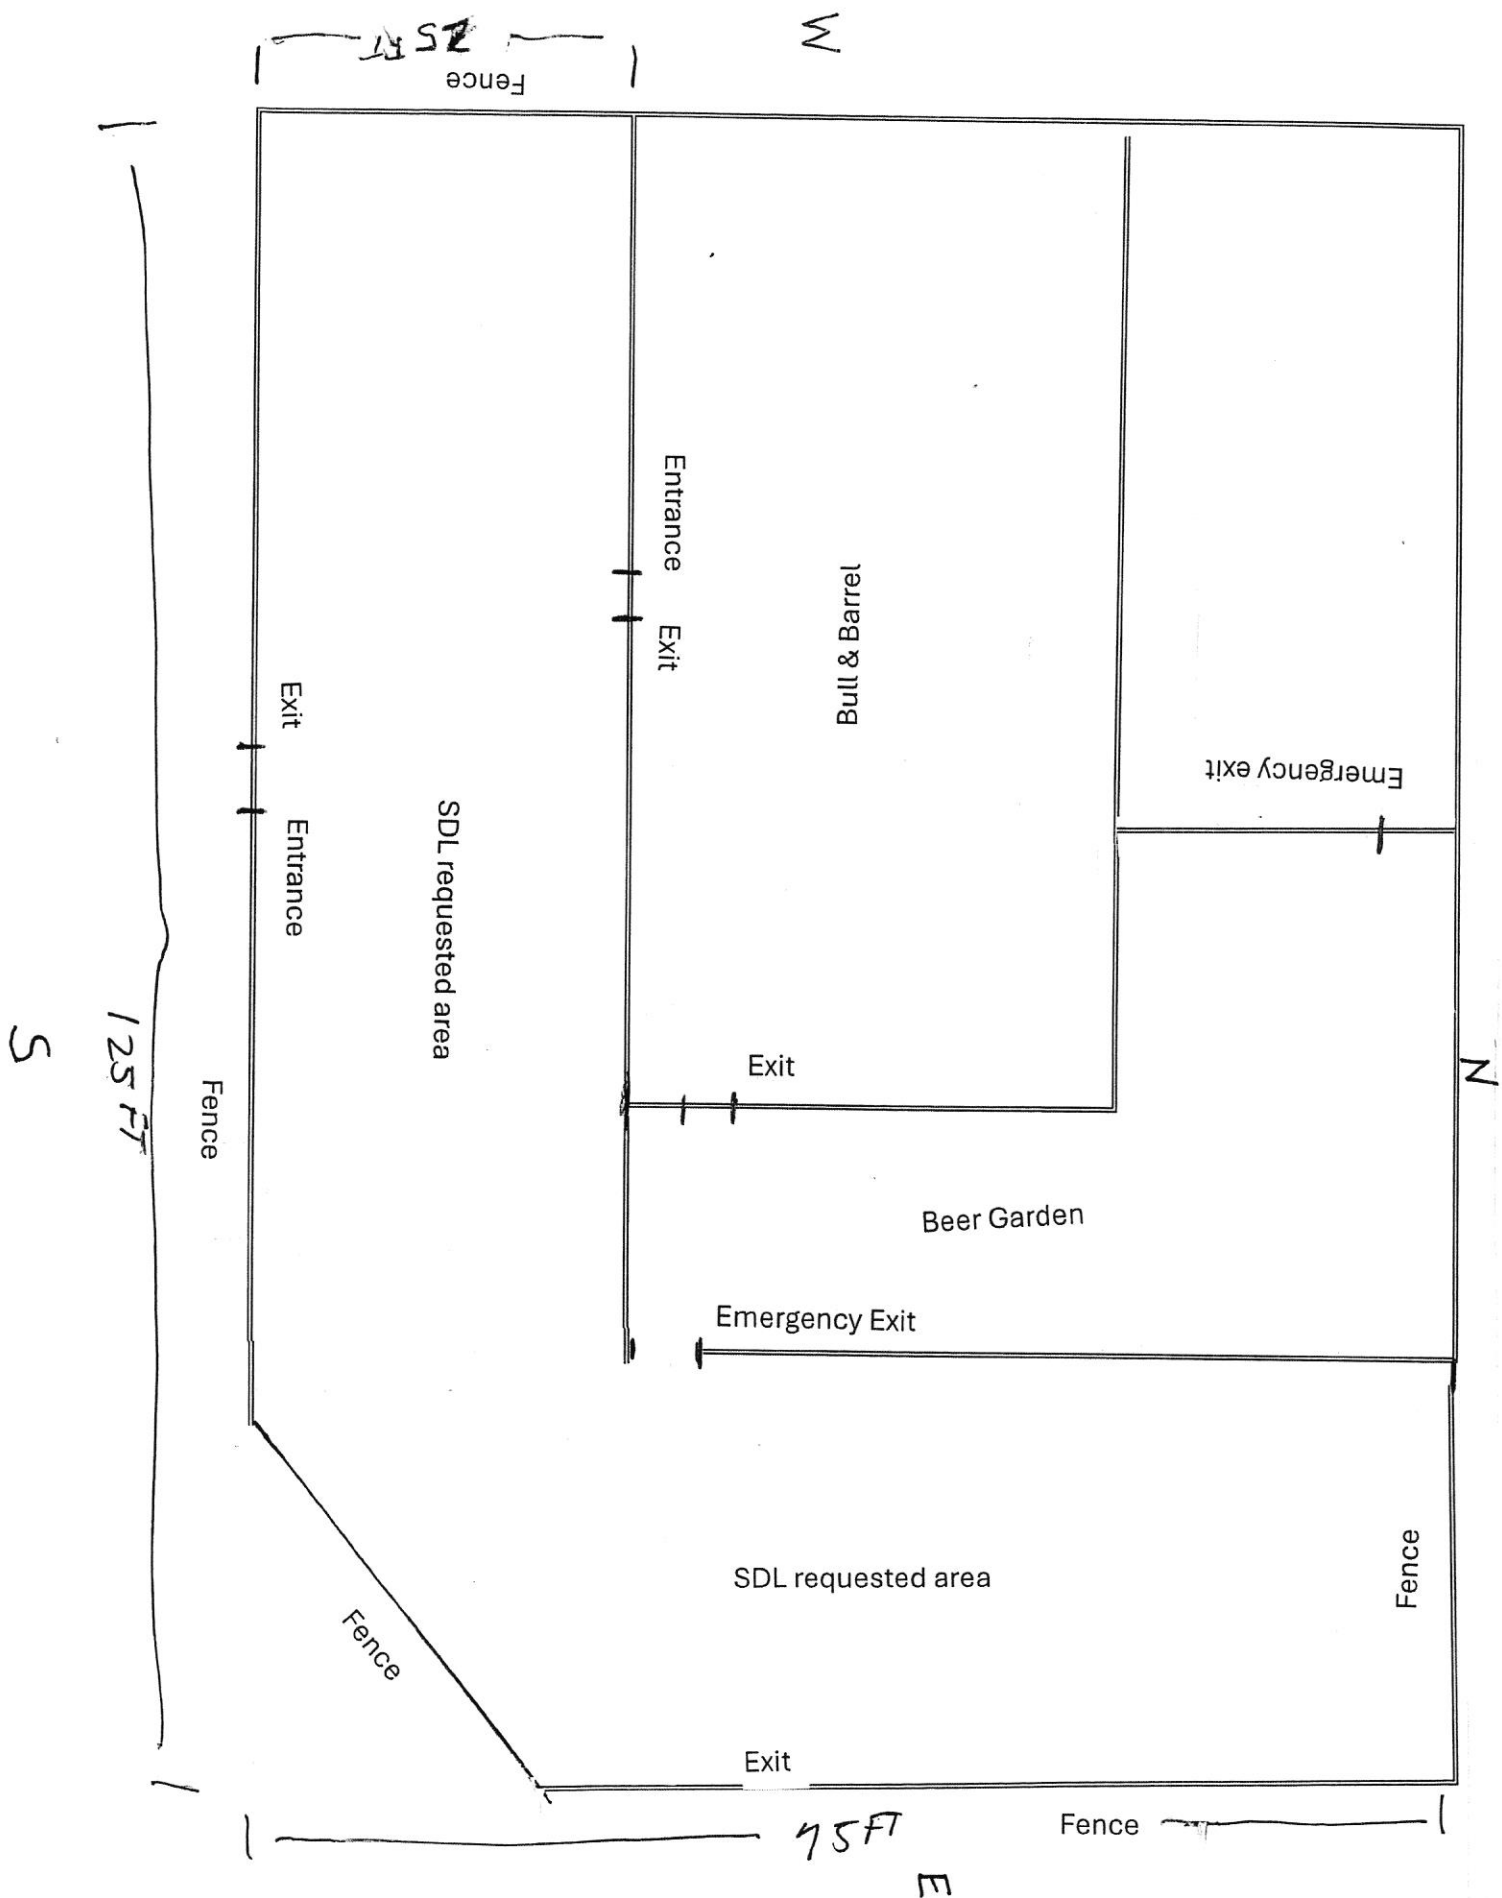 W
25 FT
Fence
Entrance
Exit
Bull & Barrel
Exit
Entrance
Emergency exit
SDL requested area
S
125 FT
Fence
Exit
N
Beer Garden
Emergency Exit
SDL requested area
Fence
Fence
Exit
75 FT
Fence
E